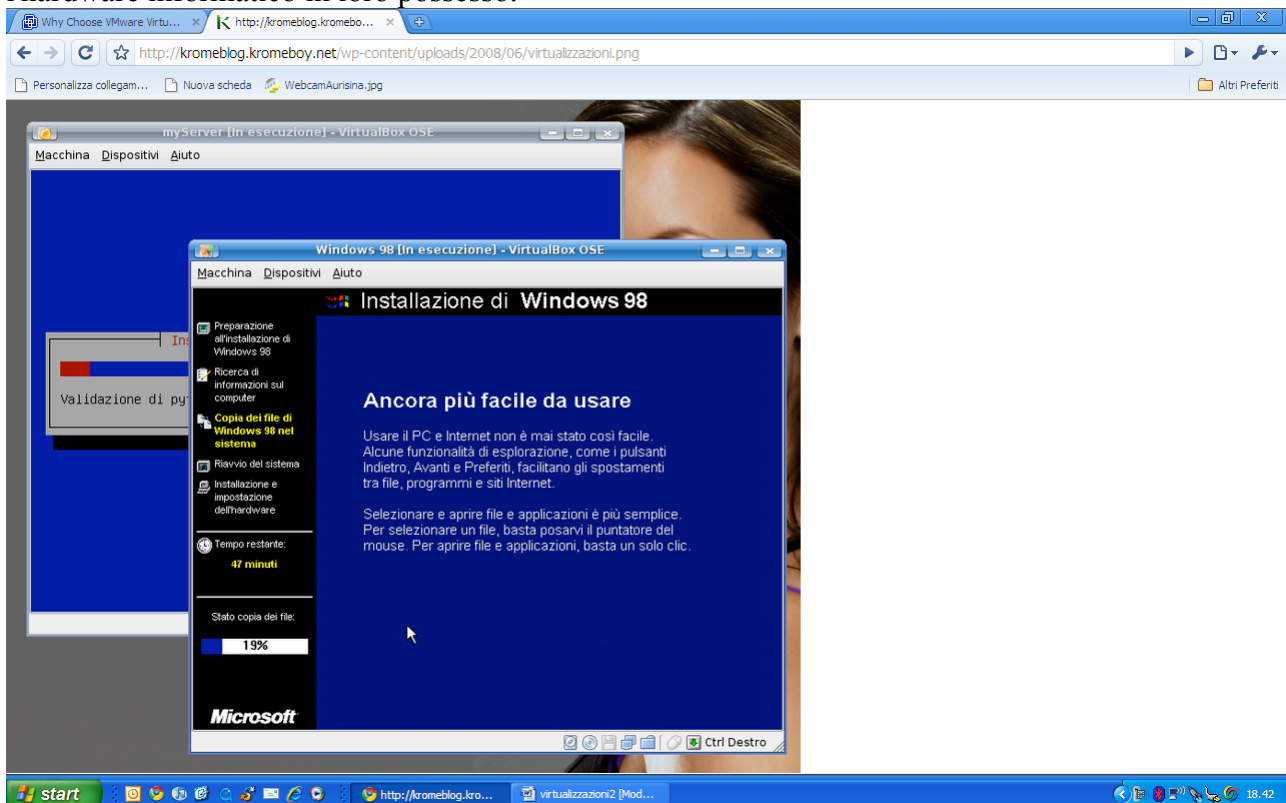 Why Choose VMware Virtu...
http://kromeblog.kromebo...
http://kromeblog.kromeboy.net/wp-content/uploads/2008/06/virtualizzazioni.png
Personalizza collegam...
Nuova scheda
WebcamAurisina.jpg
Altri Preferiti
myServer [In esecuzione] - VirtualBox OSE
Macchina Dispositivi Aiuto
Validazione di py
Windows 98 [In esecuzione] - VirtualBox OSE
Macchina Dispositivi Aiuto
Installazione di Windows 98
Preparazione
all'installazione di
Windows 98
Ricerca di
informazioni sul
computer
Copia dei file di
Windows 98 nel
sistema
Riavvio del sistema
Installazione e
impostazione
dell'hardware
Tempo restante:
47 minuti
Stato copia dei file:
19%
Microsoft
Ancora più facile da usare
Usare il PC e Internet non è mai stato così facile.
Alcune funzionalità di esplorazione, come i pulsanti
Indietro, Avanti e Preferiti, facilitano gli spostamenti
tra file, programmi e siti Internet.
Selezionare e aprire file e applicazioni è più semplice.
Per selezionare un file, basta posarvi il puntatore del
mouse. Per aprire file e applicazioni, basta un solo clic.
Ctrl Destro
start
http://kromeblog.kro...
virtualizzazioni2 [Mod...
18.42